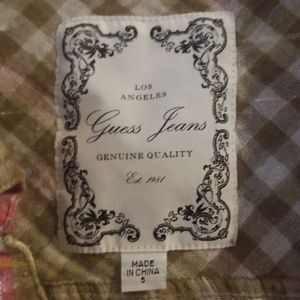 LOS
ANGELES
Guess Jeans
GENUINE QUALITY
Est. 1981
MADE
IN CHINA
S